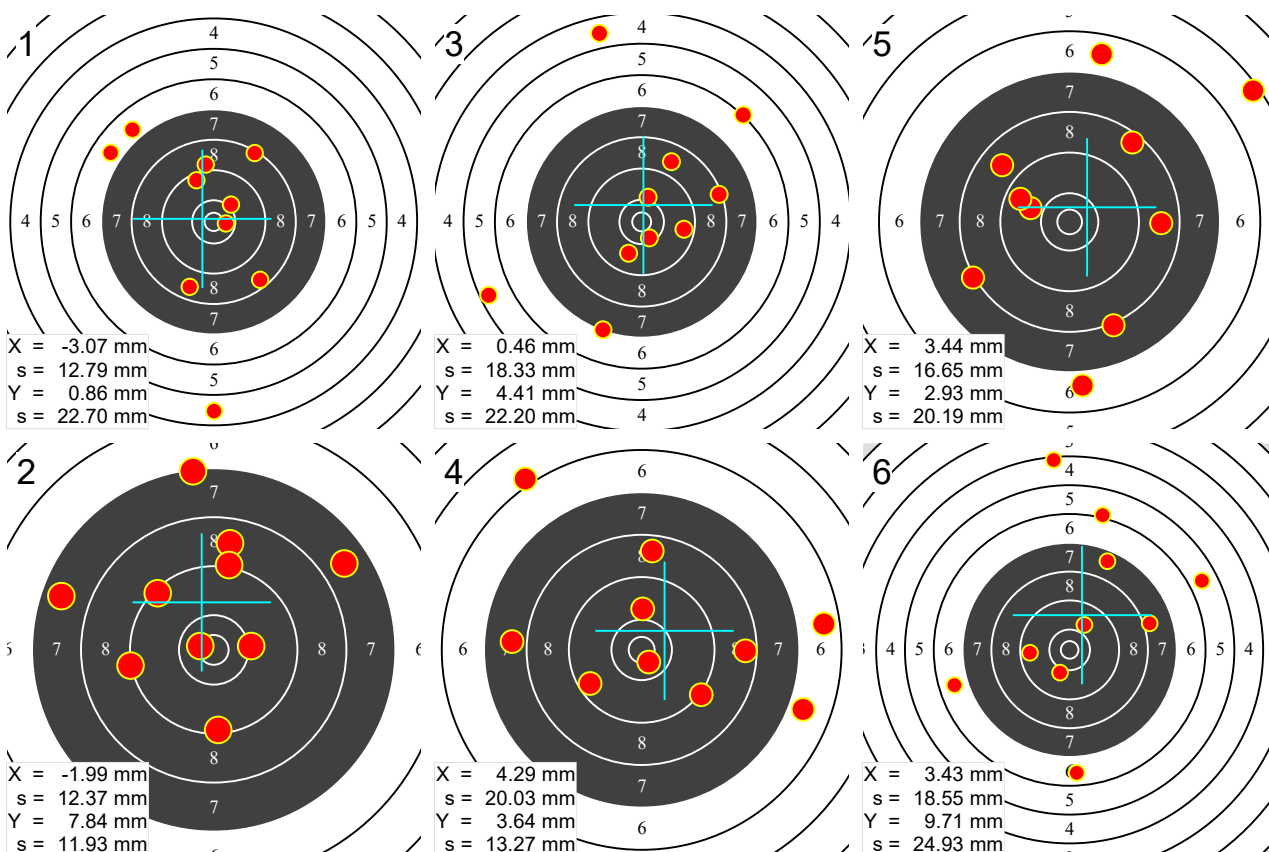 1
4
5
6
7
8
4 5 6 7 8 8 7 6 5 4
8
7
6
5
X = -3.07 mm
s = 12.79 mm
Y = 0.86 mm
s = 22.70 mm
3
4
5
6
7
8
4 5 6 7 8 8 7 6 5 4
8
7
6
5
4
X = 0.46 mm
s = 18.33 mm
Y = 4.41 mm
s = 22.20 mm
5
6
7
8
6 7 8 8 7 6
8
7
6
X = 3.44 mm
s = 16.65 mm
Y = 2.93 mm
s = 20.19 mm
2
6
7
8
6 7 8 8 7 6
8
7
X = -1.99 mm
s = 12.37 mm
Y = 7.84 mm
s = 11.93 mm
4
6
7
8
6 8 7 6
8
7
6
X = 4.29 mm
s = 20.03 mm
Y = 3.64 mm
s = 13.27 mm
6
4
5
6
7
8
4 5 6 7 8 8 7 6 5 4
8
7
6
5
4
X = 3.43 mm
s = 18.55 mm
Y = 9.71 mm
s = 24.93 mm